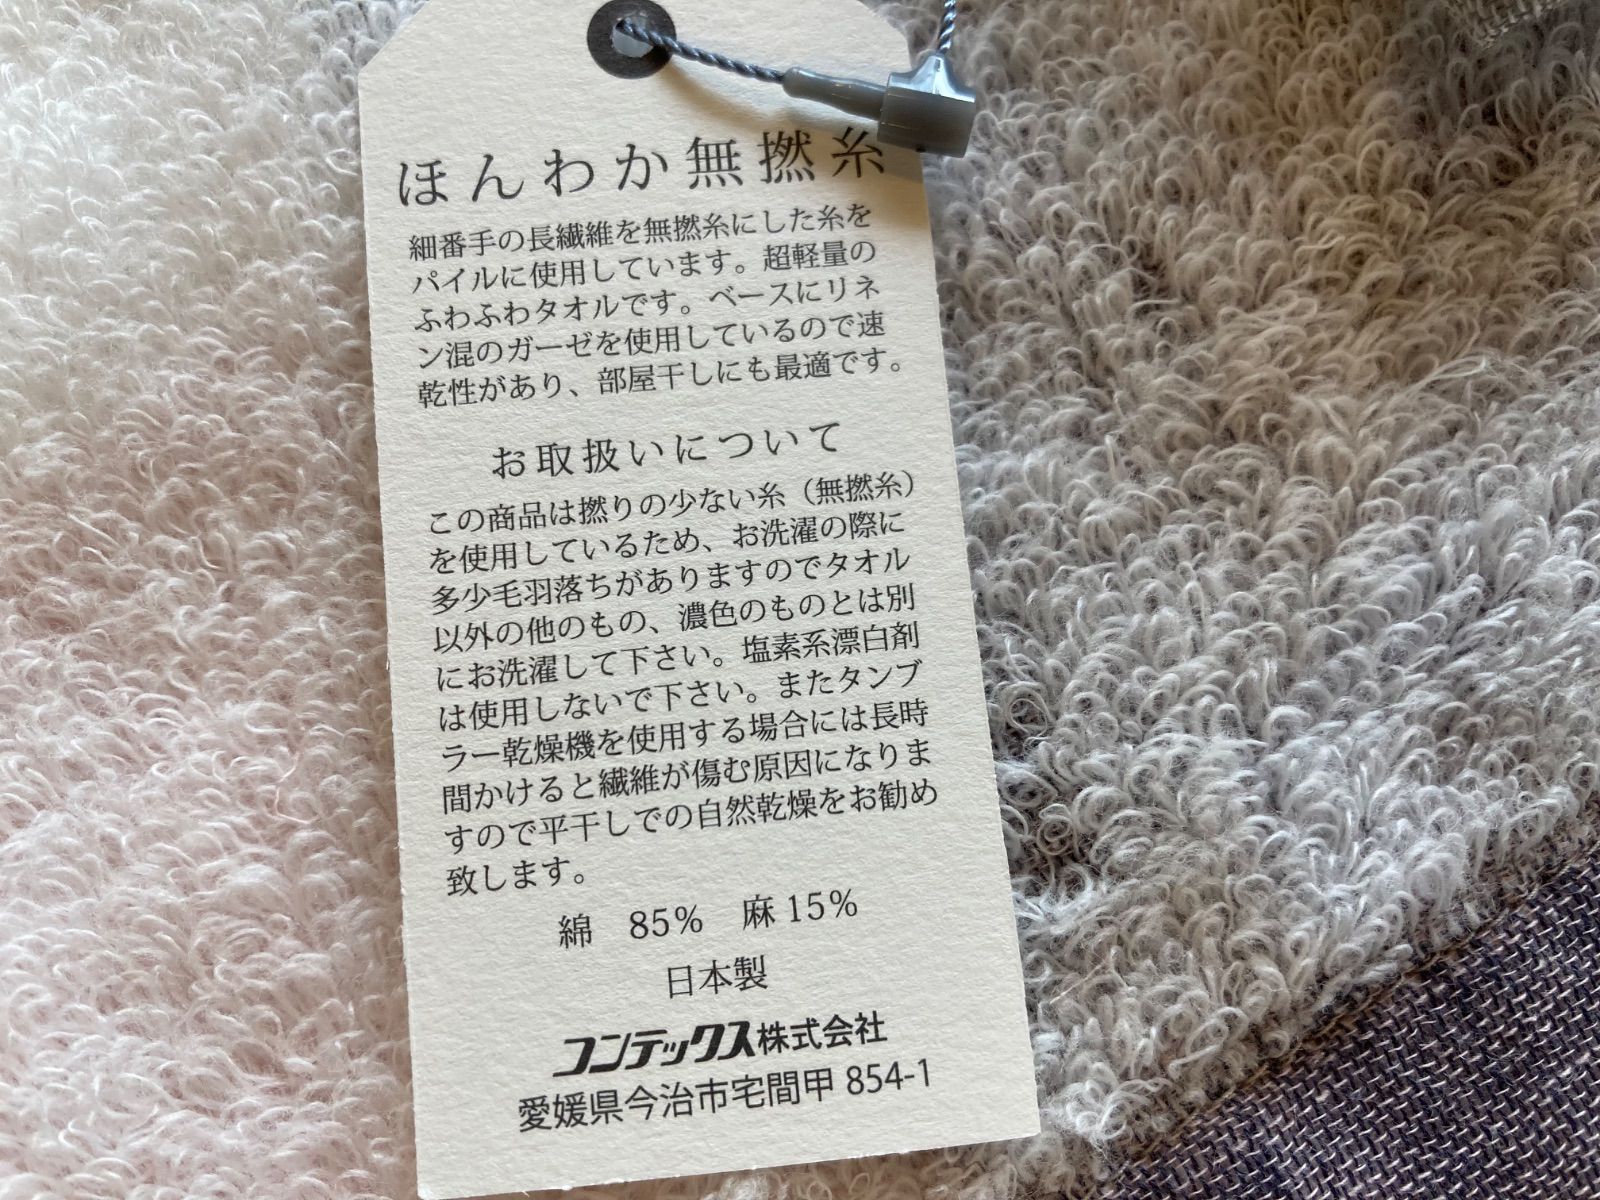 ほんわか無撚糸
細番手の長繊維を無撚糸にした糸を
パイルに使用しています。超軽量の
ふわふわタオルです。ベースにリネ
ン混のガーゼを使用しているので速
乾性があり、部屋干しにも最適です。
お取扱いについて
この商品は撚りの少ない糸（無撚糸）
を使用しているため、お洗濯の際に
多少毛羽落ちがありますのでタオル
以外の他のもの、濃色のものとは別
にお洗濯して下さい。塩素系漂白剤
は使用しないで下さい。またタンブ
ラー乾燥機を使用する場合には長時
間かけると繊維が傷む原因になりま
すので平干しでの自然乾燥をお勧め
致します。
綿 85% 麻15%
日本製
コンテックス株式会社
愛媛県今治市宅間甲 854-1